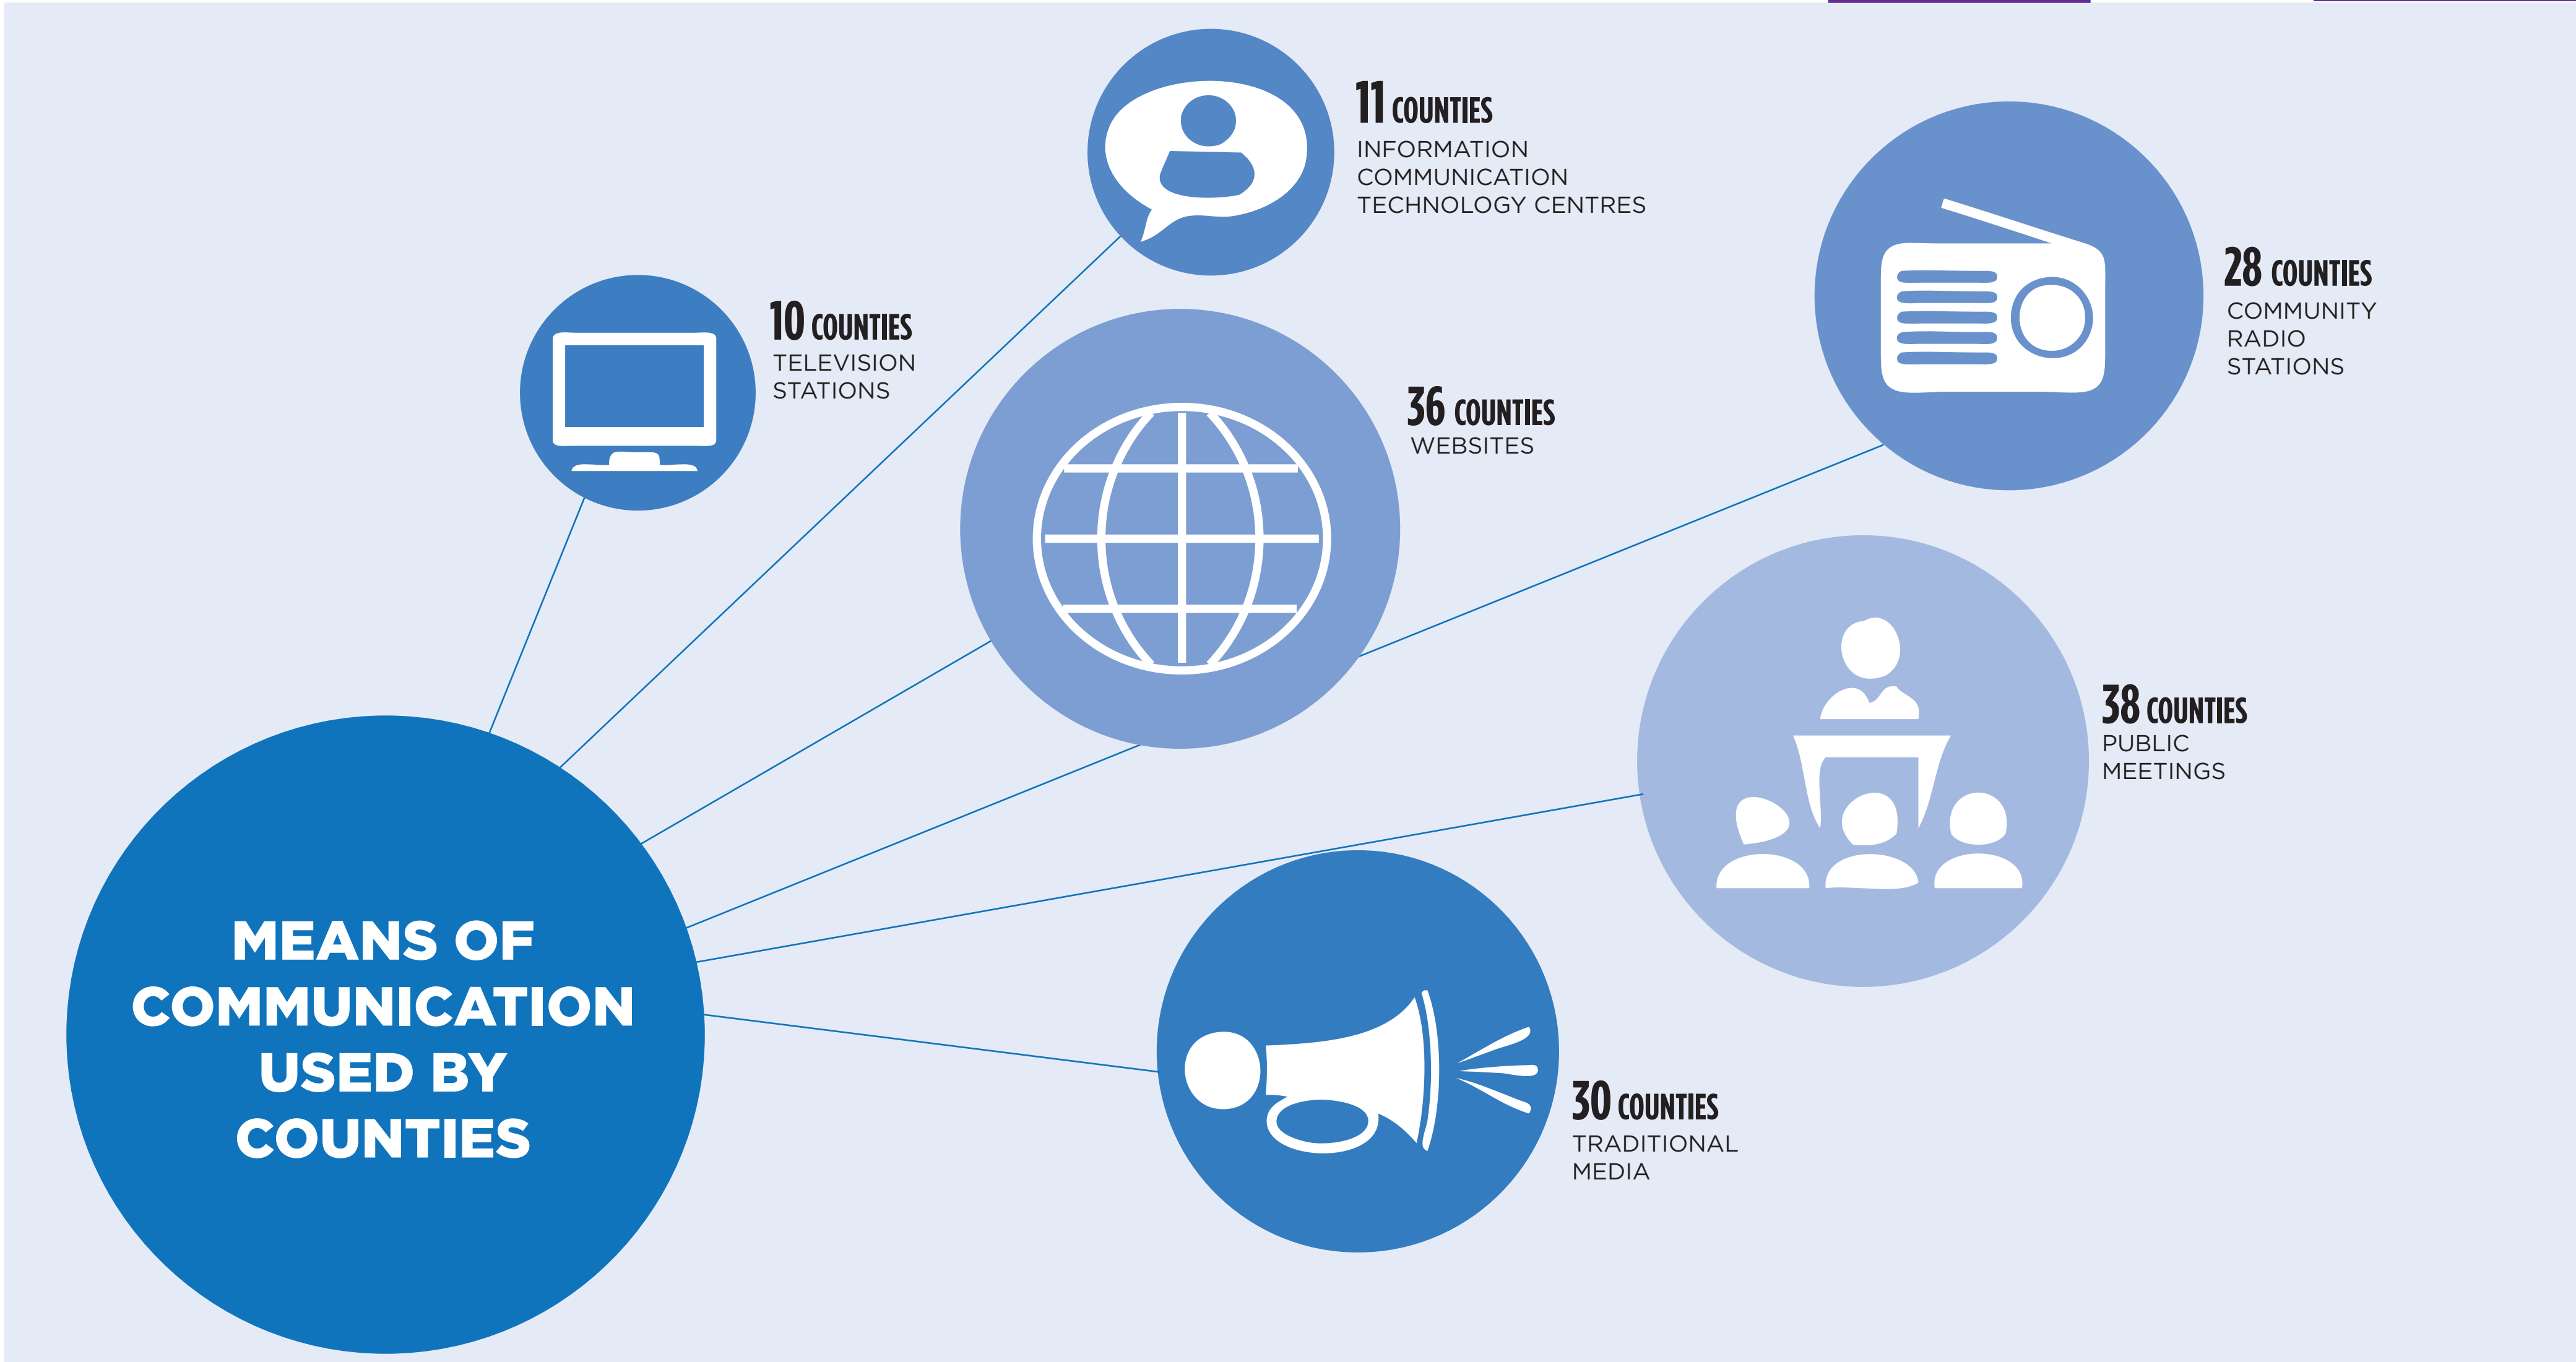 11 COUNTIES
INFORMATION
COMMUNICATION
TECHNOLOGY CENTRES
28 COUNTIES
COMMUNITY
RADIO
STATIONS
10 COUNTIES
TELEVISION
STATIONS
36 COUNTIES
WEBSITES
38 COUNTIES
PUBLIC
MEETINGS
MEANS OF
COMMUNICATION
USED BY
COUNTIES
30 COUNTIES
TRADITIONAL
MEDIA